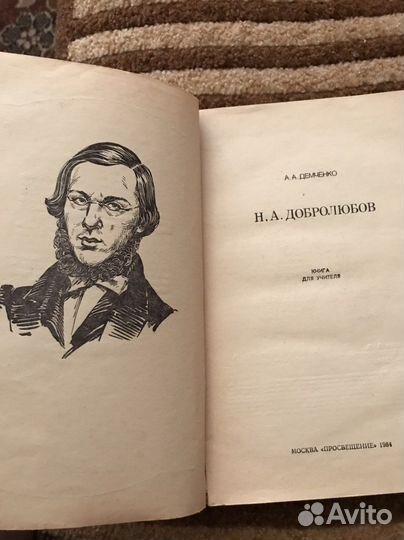 А. А. ДЕМЧЕНКО
Н. А. ДОБРОЛЮБОВ
КНИГА
ДЛЯ УЧИТЕЛЯ
МОСКВА «ПРОСВЕЩЕНИЕ» 1984
Avito